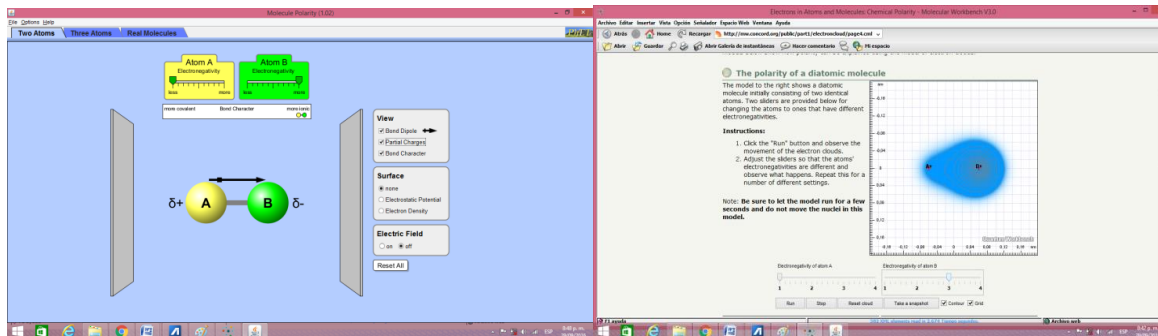 Molecule Polarity (1.02)
File Options Help
Two Atoms
Three Atoms
Real Molecules
Atom A
Electronegativity
less more
Atom B
Electronegativity
less more
more covalent Bond Character more ionic
δ+ A B δ-
View
Bond Dipole
Partial Charges
Bond Character
Surface
none
Electrostatic Potential
Electron Density
Electric Field
on off
Reset All
Electrons in Atoms and Molecules: Chemical Polarity - Molecular Workbench V3.0
Archivo Editar Insertar Vista Opción Señalador Espacio Web Ventana Ayuda
Atrás Home Recargar http://mw.concord.org/public/part1/electroncloud/page4.cml
Abrir Guardar Abrir Galería de instantáneas Hacer comentario Mi espacio
The polarity of a diatomic molecule
The model to the right shows a diatomic
molecule initially consisting of two identical
atoms. Two sliders are provided below for
changing the atoms to ones that have different
electronegativities.
Instructions:
1. Click the "Run" button and observe the
movement of the electron clouds.
2. Adjust the sliders so that the atoms'
electronegativities are different and
observe what happens. Repeat this for a
number of different settings.
Note: Be sure to let the model run for a few
seconds and do not move the nuclei in this
model.
A+ B+
Quantum Workbench
Electronegativity of atom A
1 2 3 4
Electronegativity of atom B
1 2 3 4
Run Stop Reset cloud Take a snapshot Contour Grid
F1 ayuda
Archivo web